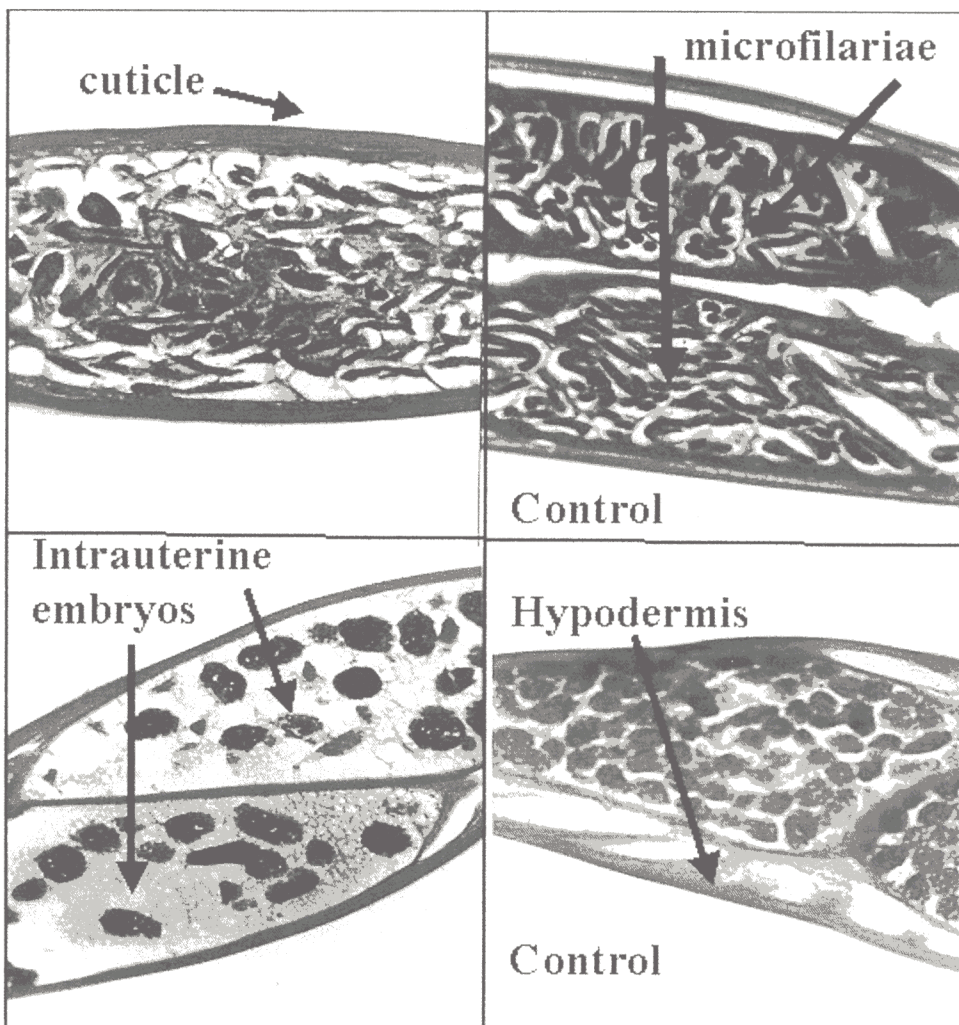 cuticle
microfilariae
Control
Intrauterine
embryos
Hypodermis
Control